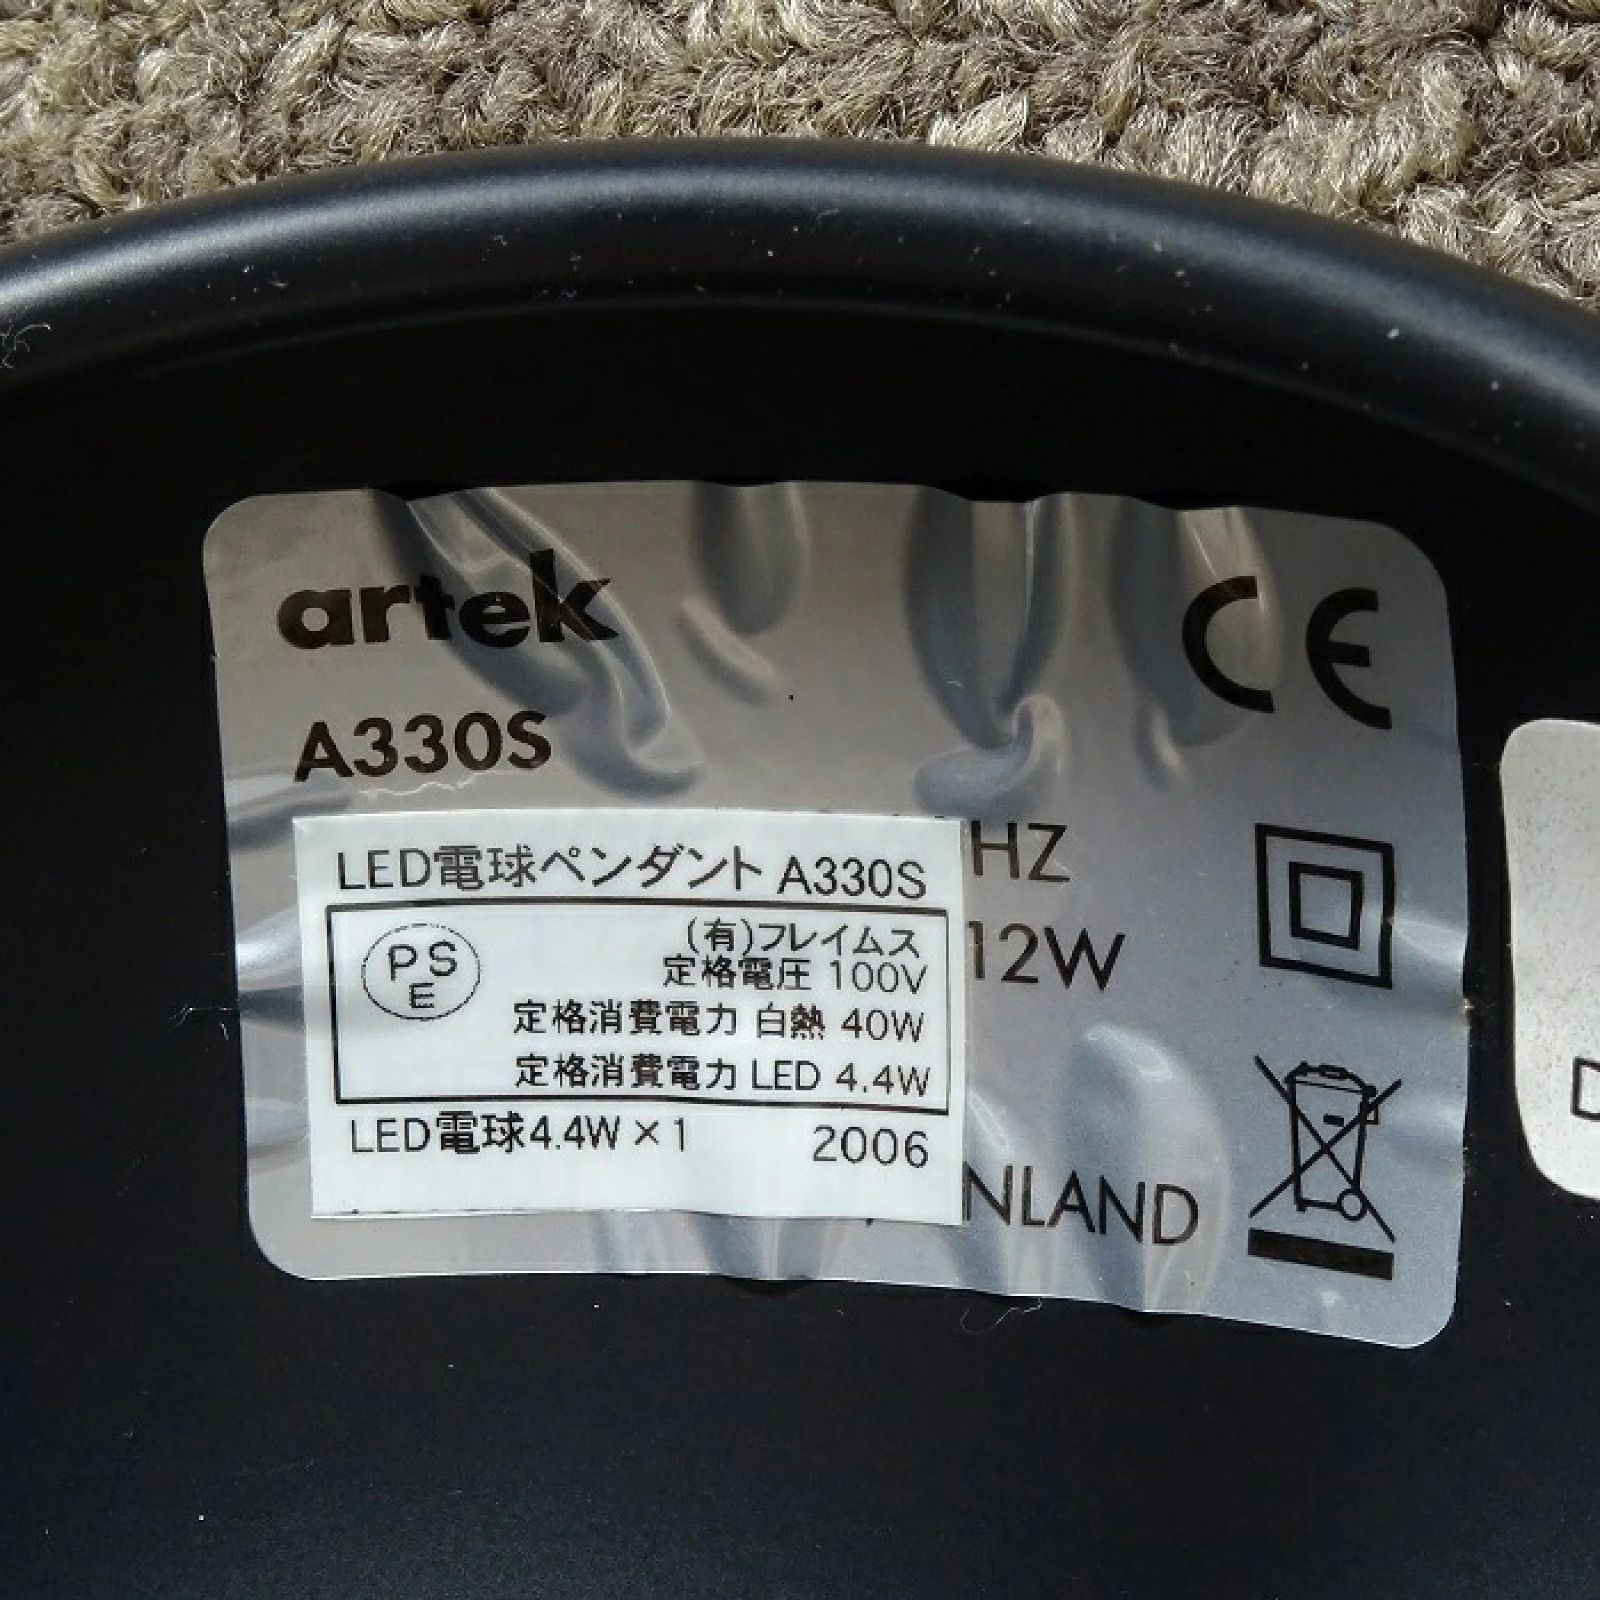 artek
CE
A330S
HZ
12W
LED電球ペンダント A330S
PSE
(有)フレイムス
定格電圧 100V
定格消費電力 白熱 40W
定格消費電力 LED 4.4W
LED電球4.4W×1 2006
NLAND
D